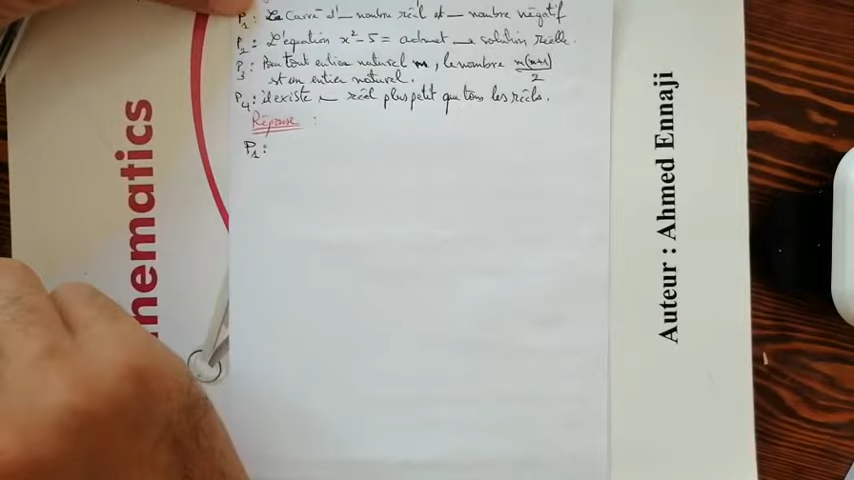 P1: Le Carré d'un nombre réel est un nombre négatif
P2: L'équation x²-5= admet une solution réelle.
P3: Pour tout entier naturel n, le nombre n(n+1)/2
est un entier naturel.
P4: il existe un réel plus petit que tous les réels.
Réponse :
P1:
hematics
Auteur : Ahmed Ennaji